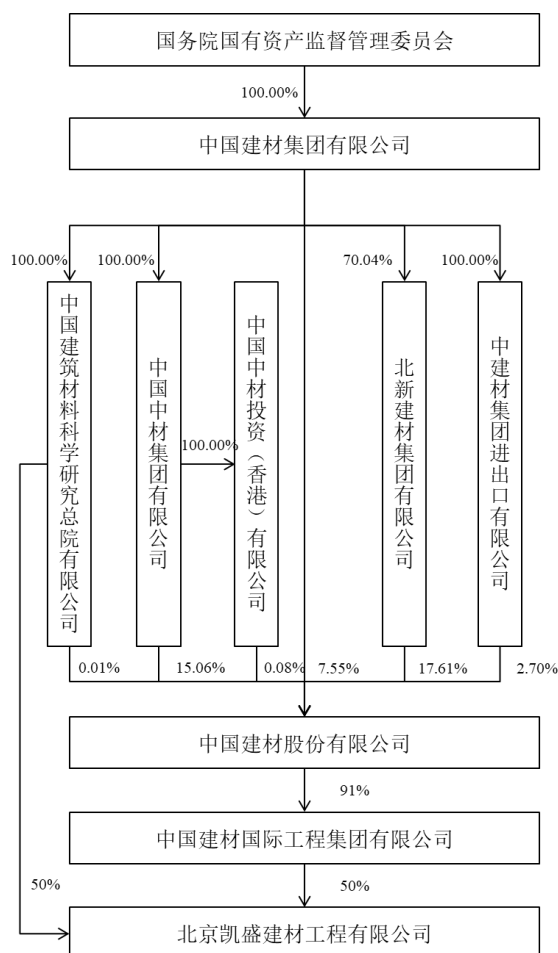 国务院国有资产监督管理委员会
100.00%
中国建材集团有限公司
100.00%
100.00%
70.04%
100.00%
中国建筑材料科学研究总院有限公司
中国中材集团有限公司
100.00%
中国中材投资（香港）有限公司
北新建材集团有限公司
中建材集团进出口有限公司
0.01%
15.06%
0.08%
7.55%
17.61%
2.70%
中国建材股份有限公司
91%
中国建材国际工程集团有限公司
50%
50%
北京凯盛建材工程有限公司